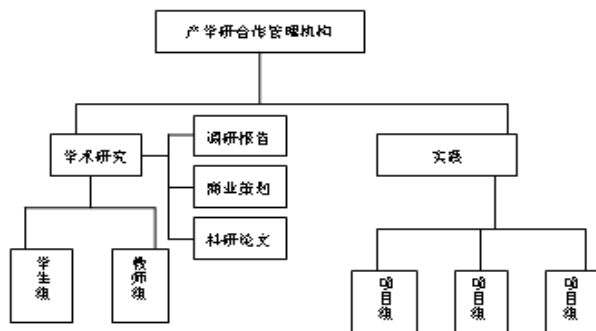 产学研合作管理机构
调研报告
学术研究
实践
商业策划
科研论文
学生组
教师组
项目组
项目组
项目组